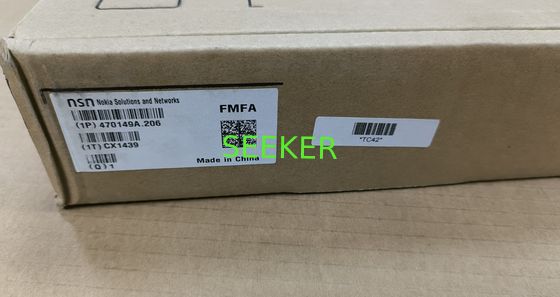 nsn Nokia Solutions and Networks
FMFA
(1P) 470149A.206
(1T) CX1439
(Q) 1
Made in China
*TC42*
SEEKER